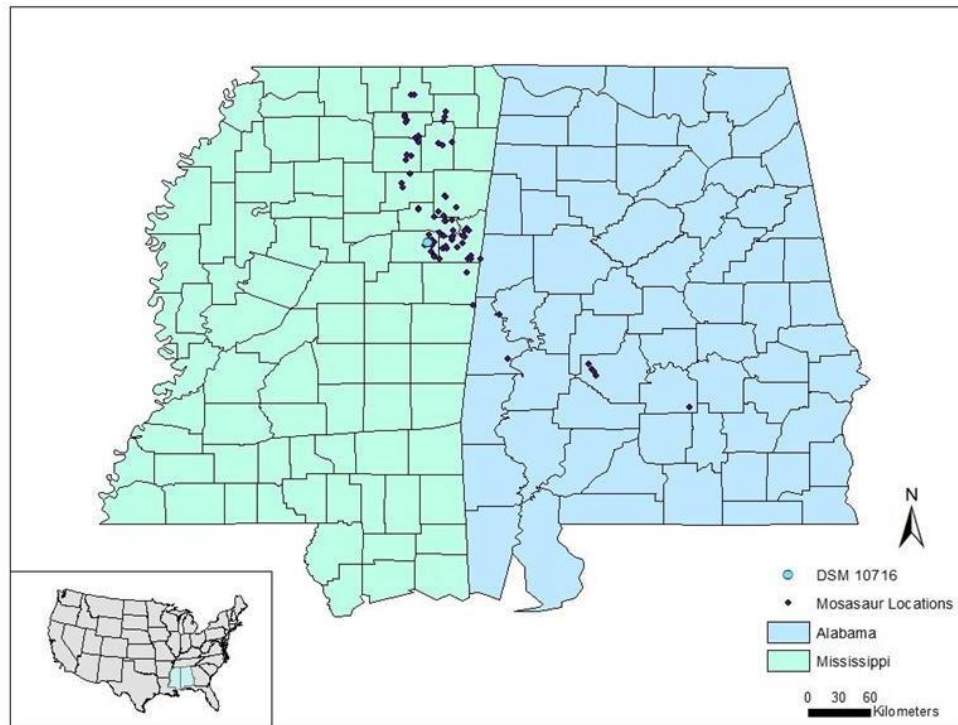 N
DSM 10716
Mosasaur Locations
Alabama
Mississippi
0 30 60
Kilometers